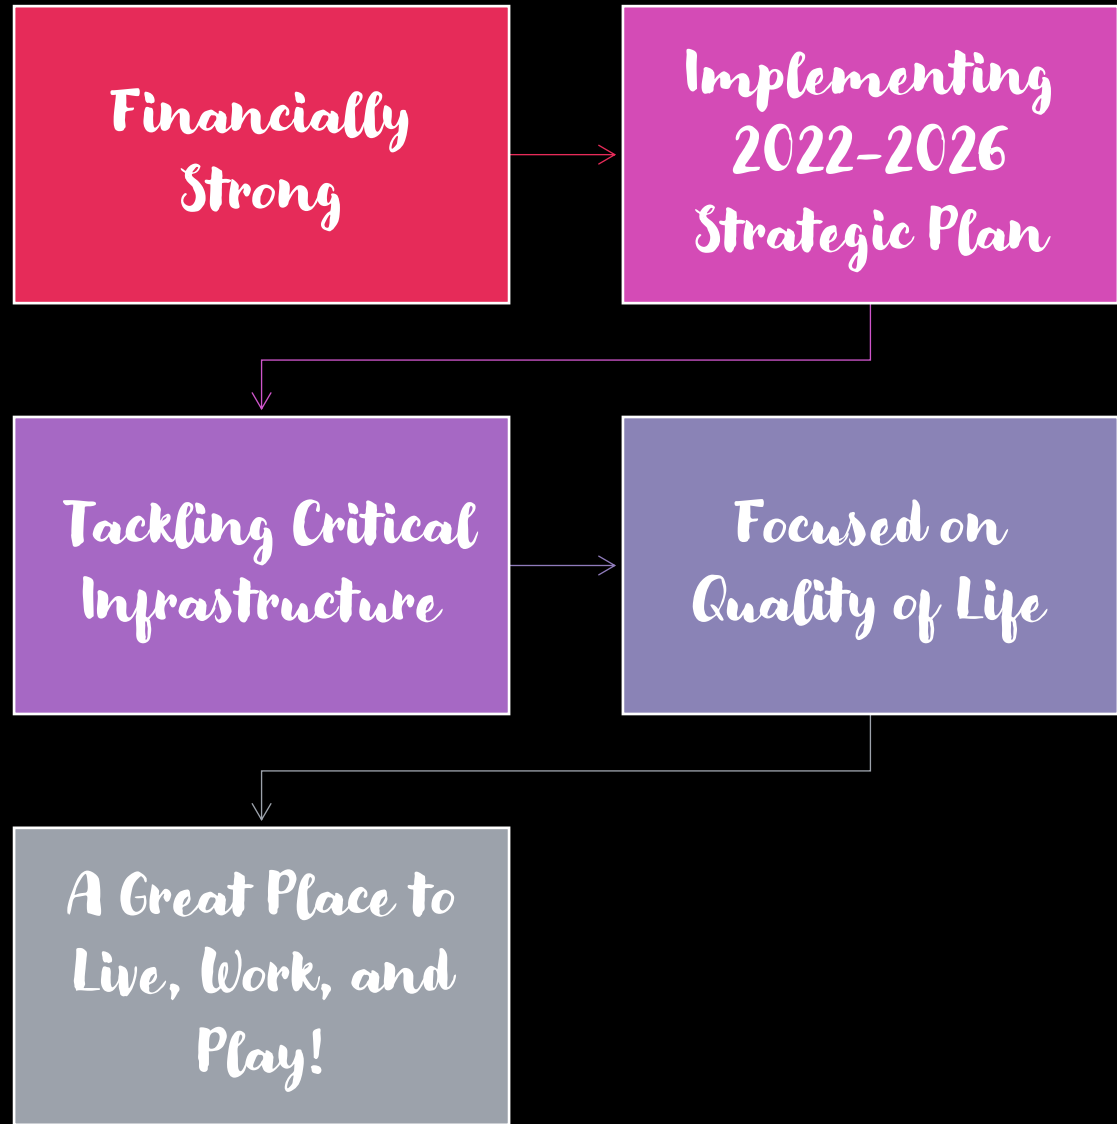 Financially
Strong
Implementing
2022-2026
Strategic Plan
Tackling Critical
Infrastructure
Focused on
Quality of Life
A Great Place to
Live, Work, and
Play!